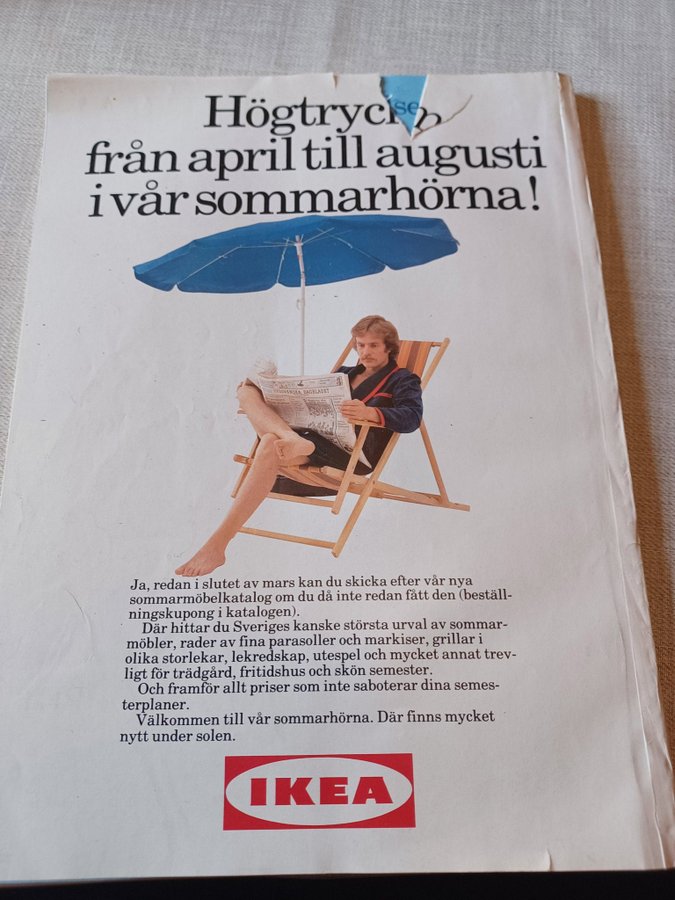 Högtryck
från april till augusti
i vår sommarhörna!
Ja, redan i slutet av mars kan du skicka efter vår nya
sommarmöbelkatalog om du då inte redan fått den (beställ-
ningskupong i katalogen).
Där hittar du Sveriges kanske största urval av sommar-
möbler, rader av fina parasoller och markiser, grillar i
olika storlekar, lekredskap, utespel och mycket annat trev-
ligt för trädgård, fritidshus och skön semester.
Och framför allt priser som inte saboterar dina semes-
terplaner.
Välkommen till vår sommarhörna. Där finns mycket
nytt under solen.
IKEA